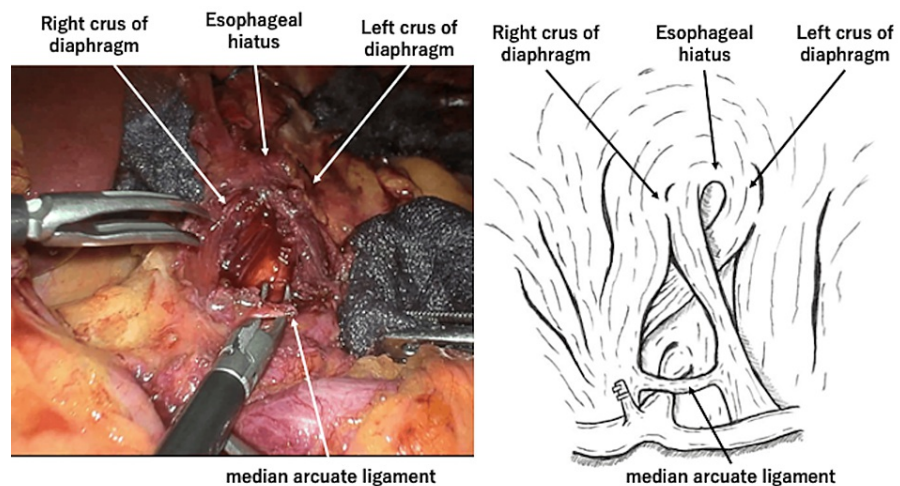 Right crus of
diaphragm
Esophageal
hiatus
Left crus of
diaphragm
median arcuate ligament
Right crus of
diaphragm
Esophageal
hiatus
Left crus of
diaphragm
median arcuate ligament